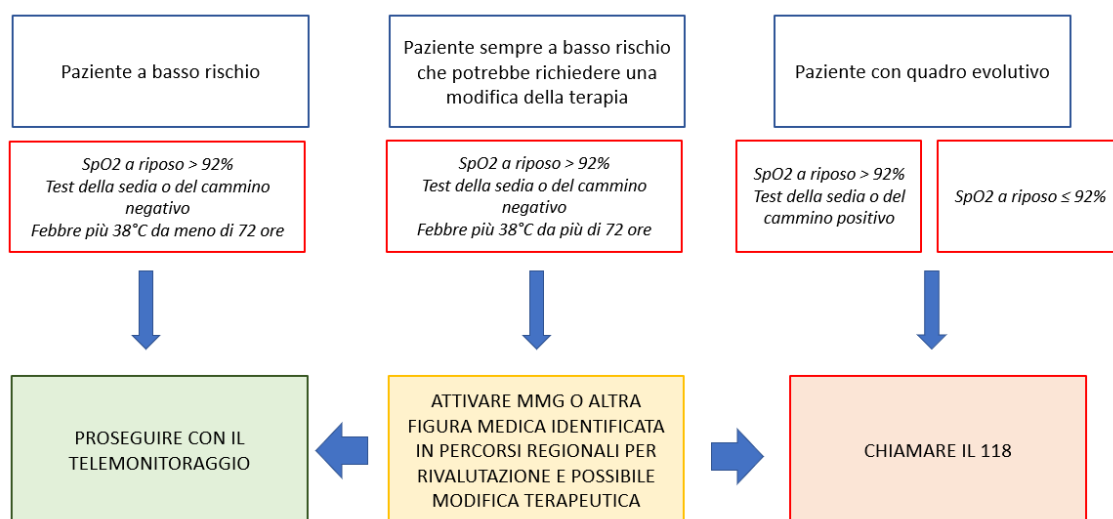 Paziente a basso rischio
Paziente sempre a basso rischio
che potrebbe richiedere una
modifica della terapia
Paziente con quadro evolutivo
SpO2 a riposo > 92%
Test della sedia o del cammino
negativo
Febbre più 38°C da meno di 72 ore
SpO2 a riposo > 92%
Test della sedia o del cammino
negativo
Febbre più 38°C da più di 72 ore
SpO2 a riposo > 92%
Test della sedia o del
cammino positivo
SpO2 a riposo ≤ 92%
PROSEGUIRE CON IL
TELEMONITORAGGIO
ATTIVARE MMG O ALTRA
FIGURA MEDICA IDENTIFICATA
IN PERCORSI REGIONALI PER
RIVALUTAZIONE E POSSIBILE
MODIFICA TERAPEUTICA
CHIAMARE IL 118